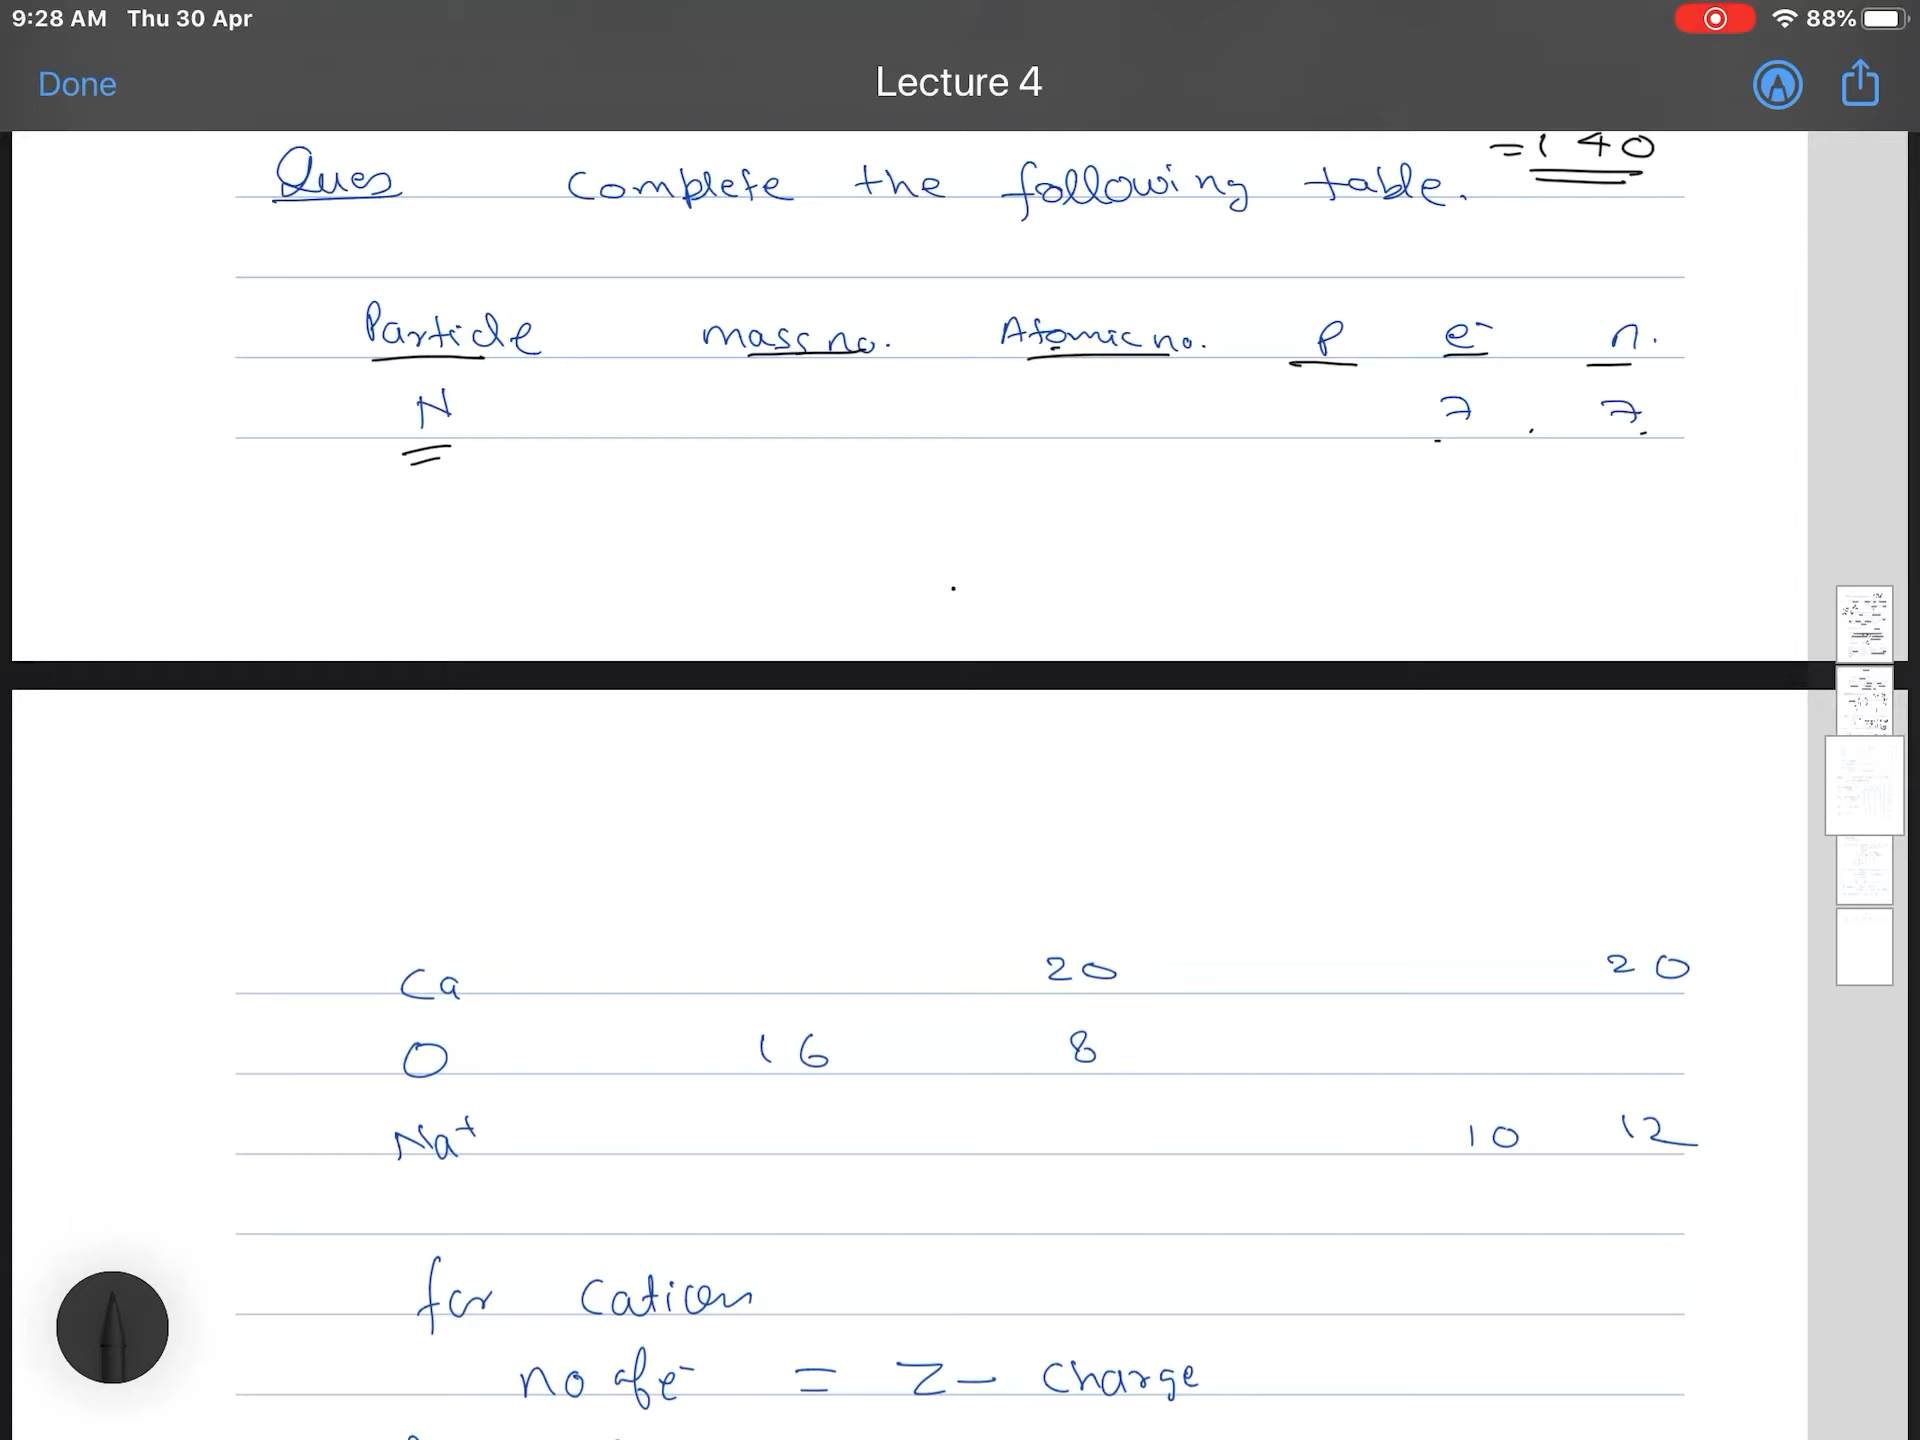 9:28 AM Thu 30 Apr 88%
Done Lecture 4
= 140
Ques Complete the following table.
Particle mass no. Atomic no. P e⁻ n.
N 7 7
Ca 20 20
O 16 8
Na⁺ 10 12
for Cation
no of e⁻ = Z - Charge